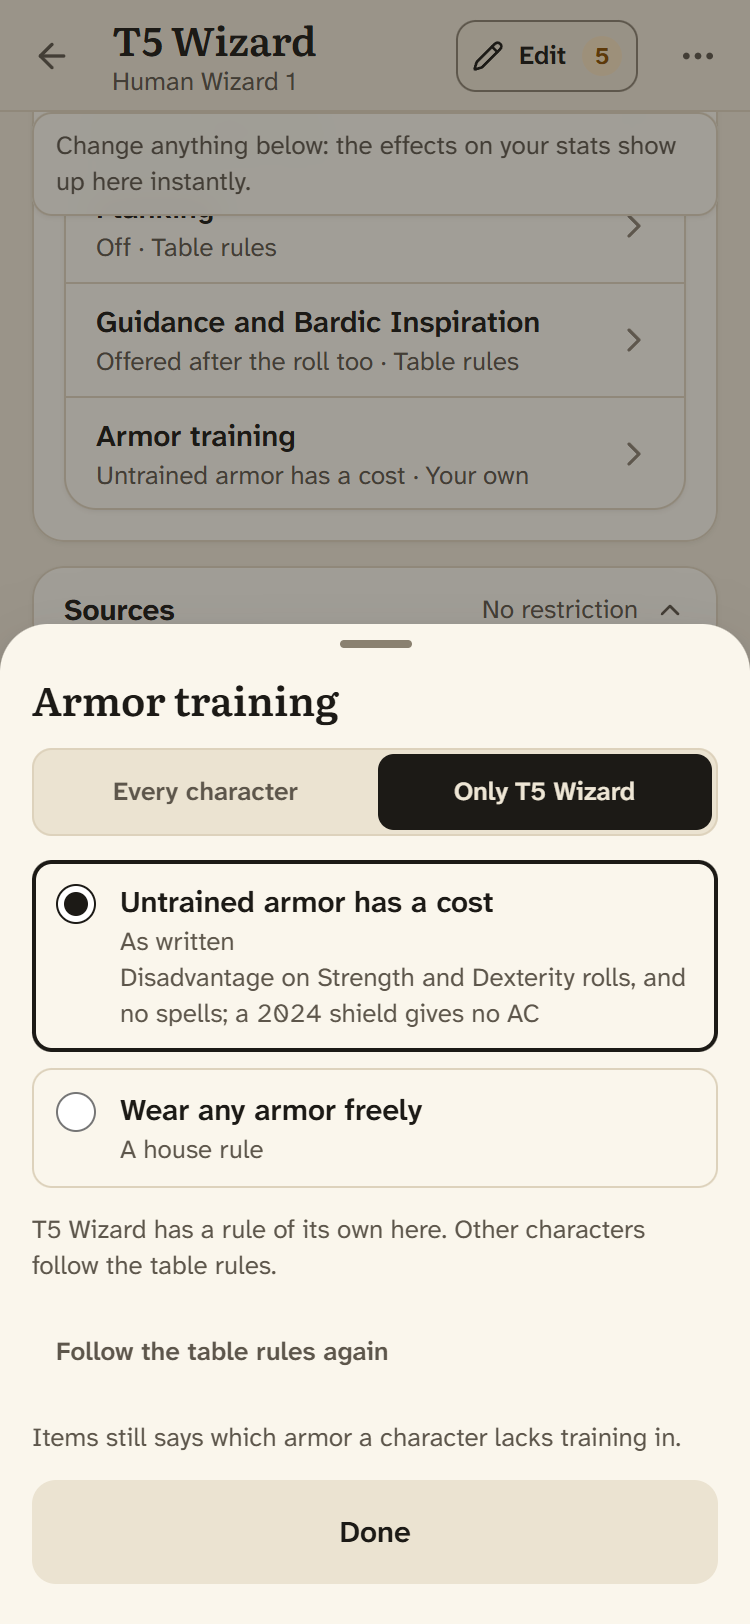 T5 Wizard
Human Wizard 1
Edit 5
Change anything below: the effects on your stats show
up here instantly.
Flanking
Off · Table rules
Guidance and Bardic Inspiration
Offered after the roll too · Table rules
Armor training
Untrained armor has a cost · Your own
Sources
No restriction
Armor training
Every character
Only T5 Wizard
Untrained armor has a cost
As written
Disadvantage on Strength and Dexterity rolls, and
no spells; a 2024 shield gives no AC
Wear any armor freely
A house rule
T5 Wizard has a rule of its own here. Other characters
follow the table rules.
Follow the table rules again
Items still says which armor a character lacks training in.
Done